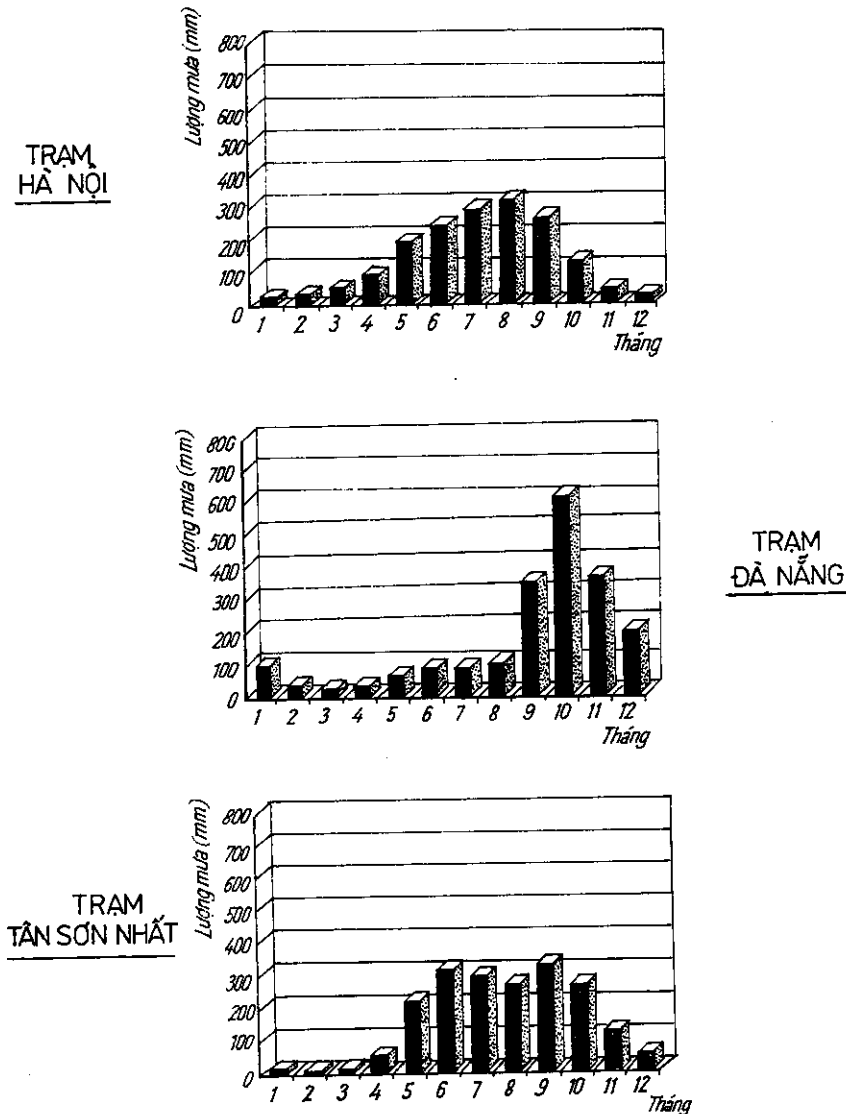 TRẠM
HÀ NỘI
Lượng mưa (mm)
800
700
600
500
400
300
200
100
0
1 2 3 4 5 6 7 8 9 10 11 12
Tháng
Lượng mưa (mm)
800
700
600
500
400
300
200
100
0
1 2 3 4 5 6 7 8 9 10 11 12
Tháng
TRẠM
ĐÀ NẴNG
TRẠM
TÂN SƠN NHẤT
Lượng mưa (mm)
800
700
600
500
400
300
200
100
0
1 2 3 4 5 6 7 8 9 10 11 12
Tháng